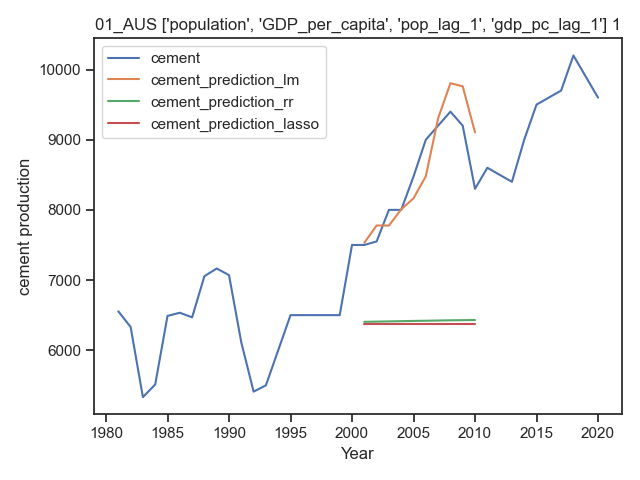 01_AUS ['population', 'GDP_per_capita', 'pop_lag_1', 'gdp_pc_lag_1'] 1
cement
cement_prediction_lm
cement_prediction_rr
cement_prediction_lasso
10000
9000
8000
7000
6000
cement production
1980
1985
1990
1995
2000
2005
2010
2015
2020
Year